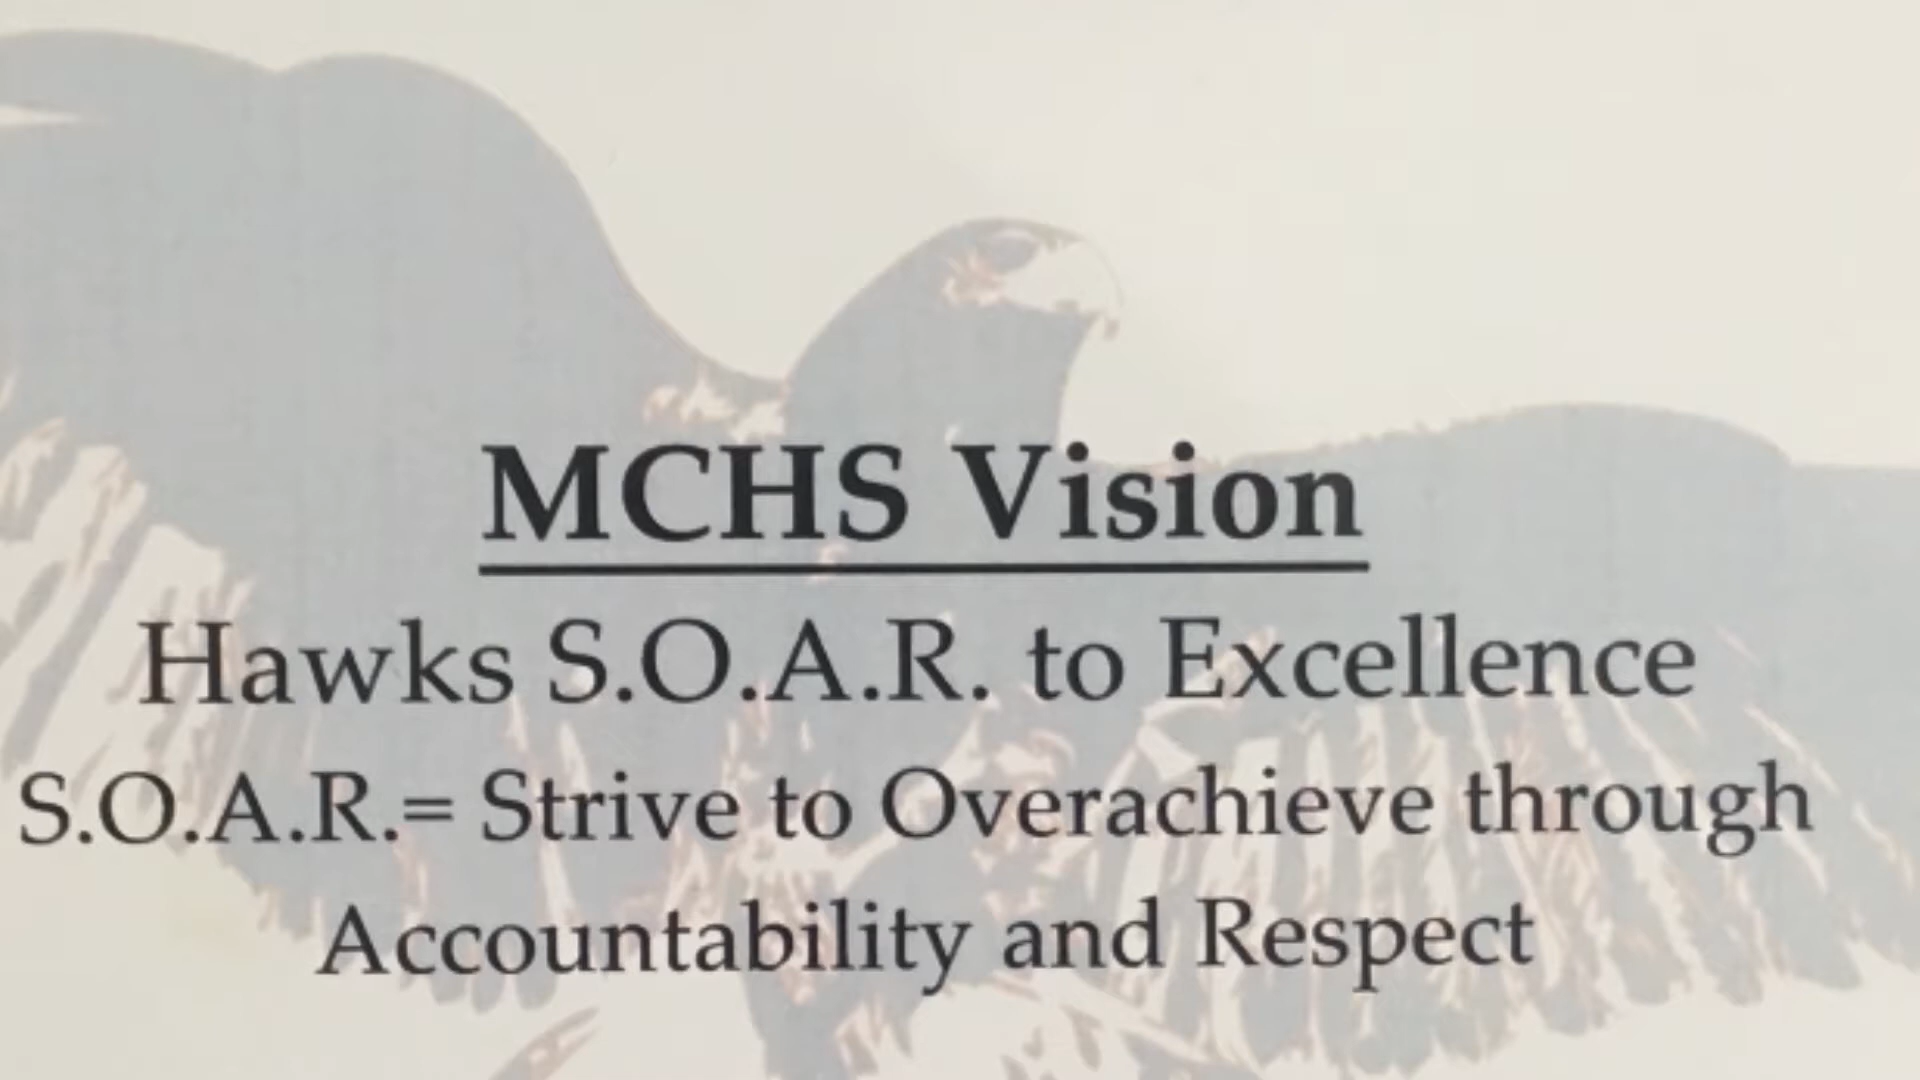 MCHS Vision
Hawks S.O.A.R. to Excellence
S.O.A.R.= Strive to Overachieve through
Accountability and Respect